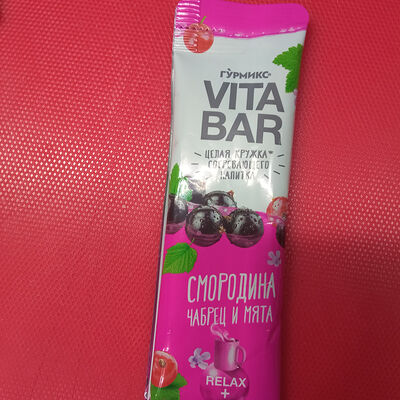 ГУРМИКС®
VITA
BAR
ЦЕЛАЯ КРУЖКА
СОГРЕВАЮЩЕГО
НАПИТКА
СМОРОДИНА
ЧАБРЕЦ И МЯТА
RELAX
+